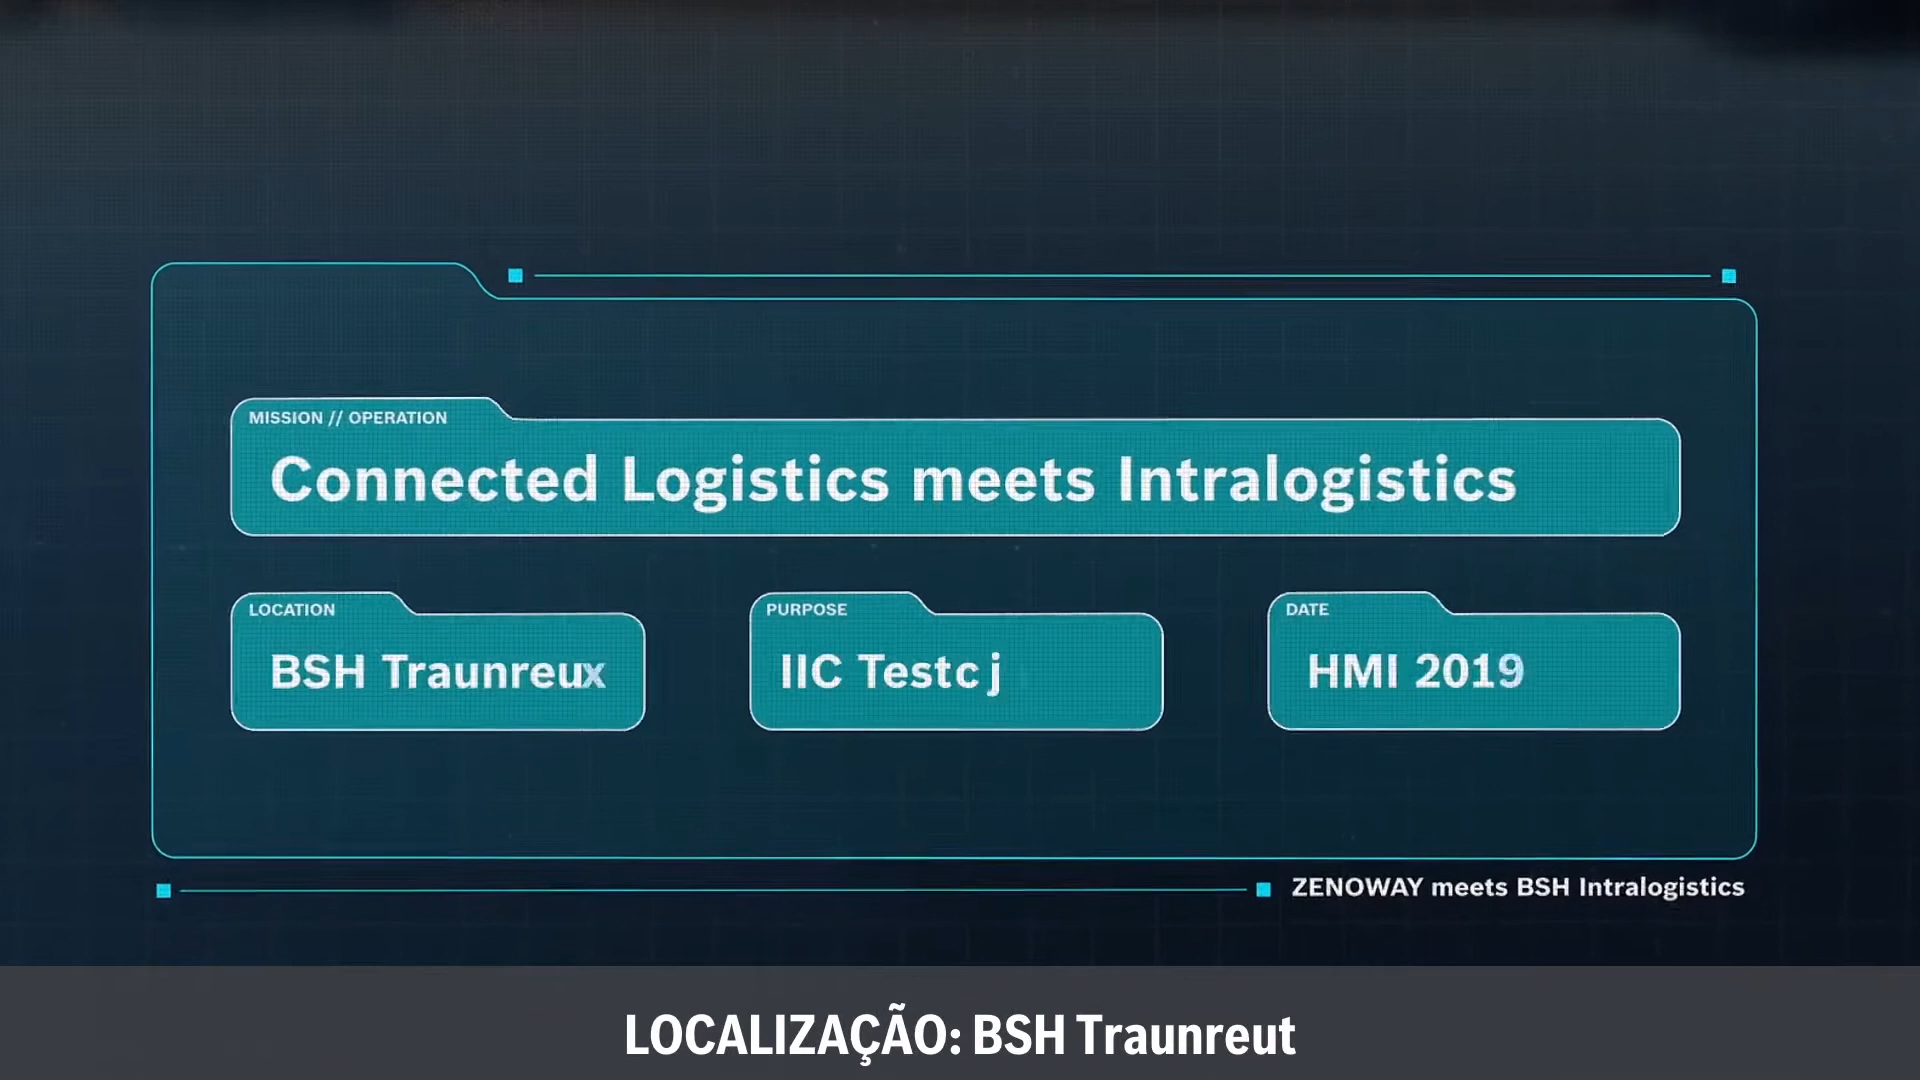 MISSION // OPERATION
Connected Logistics meets Intralogistics
LOCATION
BSH Traunreux
PURPOSE
IIC Testc j
DATE
HMI 2019
ZENOWAY meets BSH Intralogistics
LOCALIZAÇÃO: BSH Traunreut